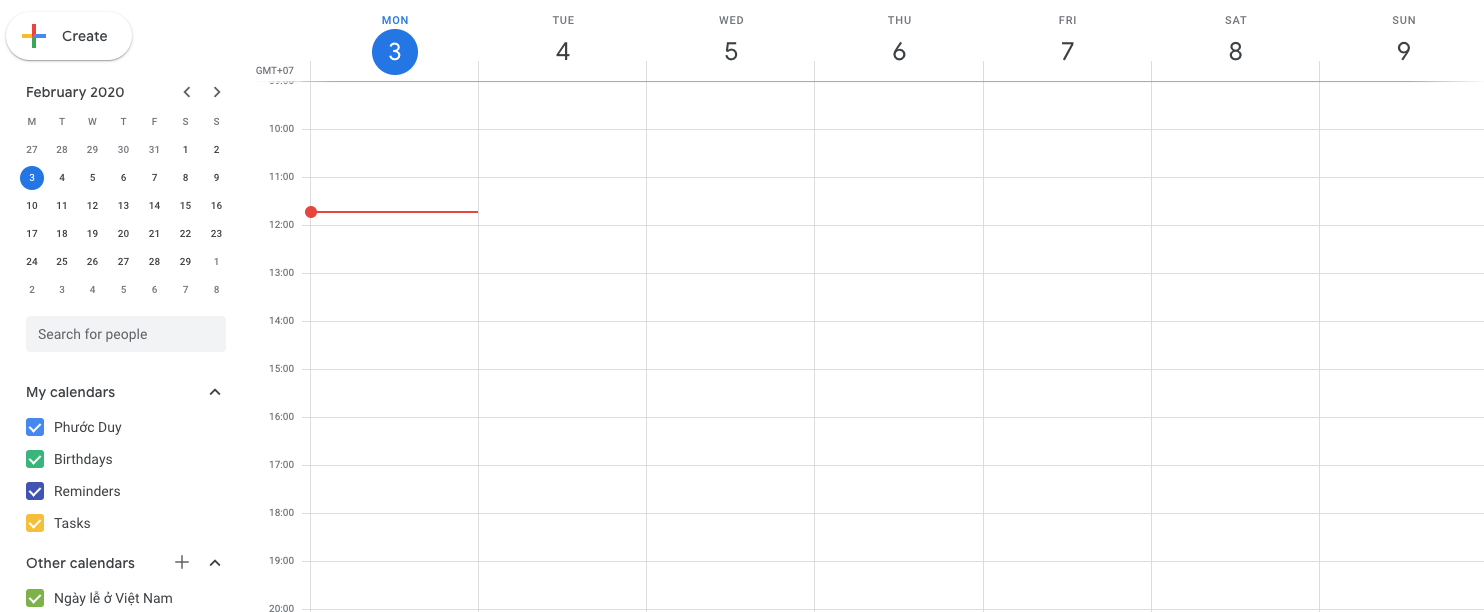 Create
February 2020
M T W T F S S
27 28 29 30 31 1 2
3 4 5 6 7 8 9
10 11 12 13 14 15 16
17 18 19 20 21 22 23
24 25 26 27 28 29 1
2 3 4 5 6 7 8
Search for people
My calendars
Phước Duy
Birthdays
Reminders
Tasks
Other calendars
Ngày lễ ở Việt Nam
MON TUE WED THU FRI SAT SUN
3 4 5 6 7 8 9
GMT+07
10:00
11:00
12:00
13:00
14:00
15:00
16:00
17:00
18:00
19:00
20:00